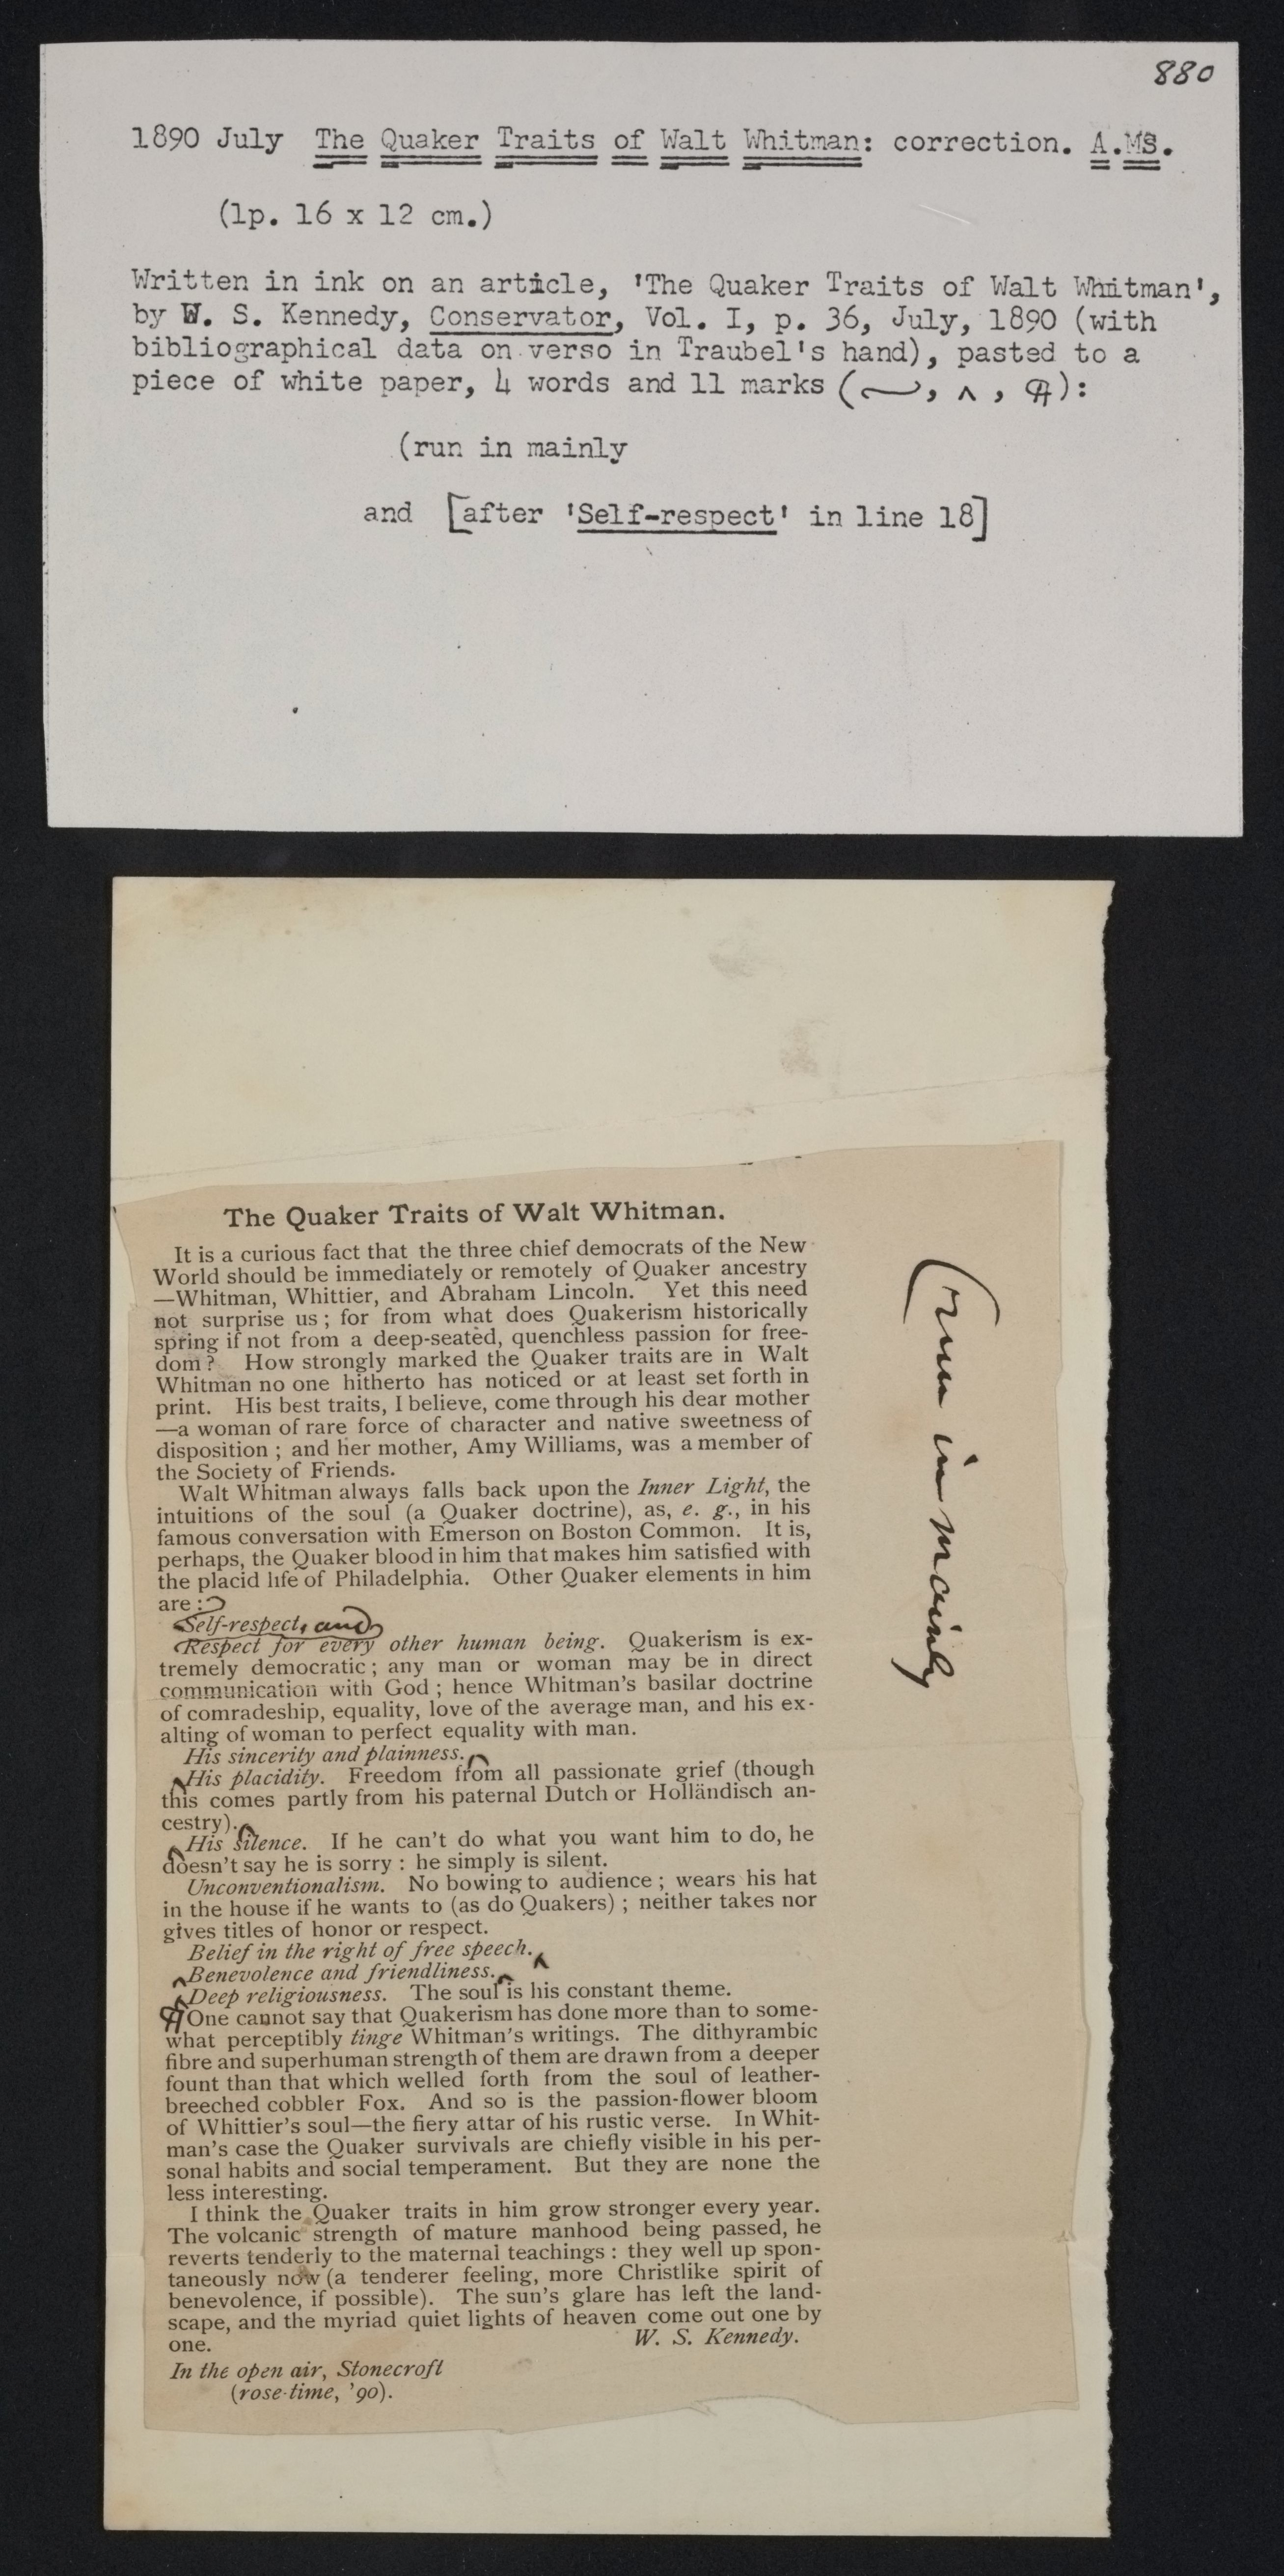 880
1890 July The Quaker Traits of Walt Whitman: correction. A.MS.
(1p. 16 x 12 cm.)
Written in ink on an article, 'The Quaker Traits of Walt Whitman',
by W. S. Kennedy, Conservator, Vol. I, p. 36, July, 1890 (with
bibliographical data on verso in Traubel's hand), pasted to a
piece of white paper, 4 words and 11 marks (⁓, ^, ¶):
(run in mainly
and [after 'Self-respect' in line 18]
The Quaker Traits of Walt Whitman.
It is a curious fact that the three chief democrats of the New
World should be immediately or remotely of Quaker ancestry
—Whitman, Whittier, and Abraham Lincoln. Yet this need
not surprise us; for from what does Quakerism historically
spring if not from a deep-seated, quenchless passion for free-
dom? How strongly marked the Quaker traits are in Walt
Whitman no one hitherto has noticed or at least set forth in
print. His best traits, I believe, come through his dear mother
—a woman of rare force of character and native sweetness of
disposition; and her mother, Amy Williams, was a member of
the Society of Friends.
Walt Whitman always falls back upon the Inner Light, the
intuitions of the soul (a Quaker doctrine), as, e. g., in his
famous conversation with Emerson on Boston Common. It is,
perhaps, the Quaker blood in him that makes him satisfied with
the placid life of Philadelphia. Other Quaker elements in him
are:
Self-respect, and
Respect for every other human being. Quakerism is ex-
tremely democratic; any man or woman may be in direct
communication with God; hence Whitman's basilar doctrine
of comradeship, equality, love of the average man, and his ex-
alting of woman to perfect equality with man.
His sincerity and plainness.
^His placidity. Freedom from all passionate grief (though
this comes partly from his paternal Dutch or Holländisch an-
cestry).
^His silence. If he can't do what you want him to do, he
doesn't say he is sorry: he simply is silent.
Unconventionalism. No bowing to audience; wears his hat
in the house if he wants to (as do Quakers); neither takes nor
gives titles of honor or respect.
Belief in the right of free speech.^
^Benevolence and friendliness.
^Deep religiousness. The soul is his constant theme.
¶One cannot say that Quakerism has done more than to some-
what perceptibly tinge Whitman's writings. The dithyrambic
fibre and superhuman strength of them are drawn from a deeper
fount than that which welled forth from the soul of leather-
breeched cobbler Fox. And so is the passion-flower bloom
of Whittier's soul—the fiery attar of his rustic verse. In Whit-
man's case the Quaker survivals are chiefly visible in his per-
sonal habits and social temperament. But they are none the
less interesting.
I think the Quaker traits in him grow stronger every year.
The volcanic strength of mature manhood being passed, he
reverts tenderly to the maternal teachings: they well up spon-
taneously now (a tenderer feeling, more Christlike spirit of
benevolence, if possible). The sun's glare has left the land-
scape, and the myriad quiet lights of heaven come out one by
one. W. S. Kennedy.
In the open air, Stonecroft
(rose-time, '90).
(run in mainly